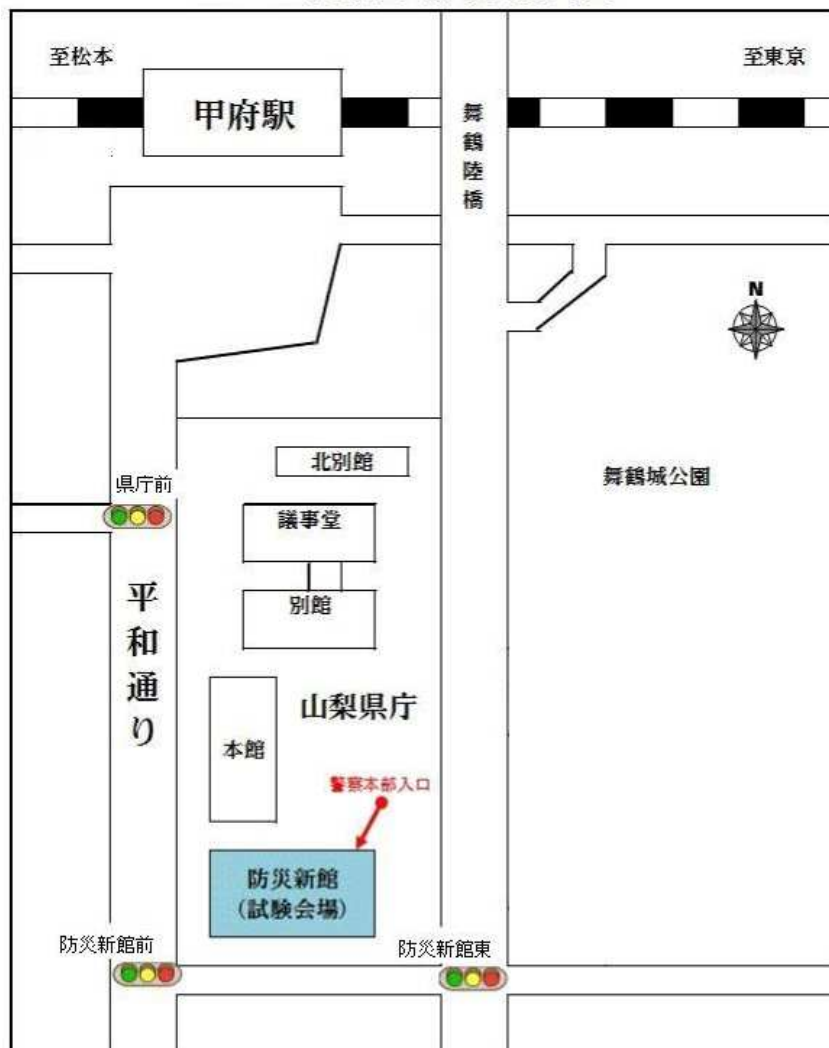 至松本
至東京
甲府駅
舞鶴陸橋
N
北別館
舞鶴城公園
県庁前
議事堂
別館
平和通り
山梨県庁
本館
警察本部入口
防災新館
(試験会場)
防災新館前
防災新館東